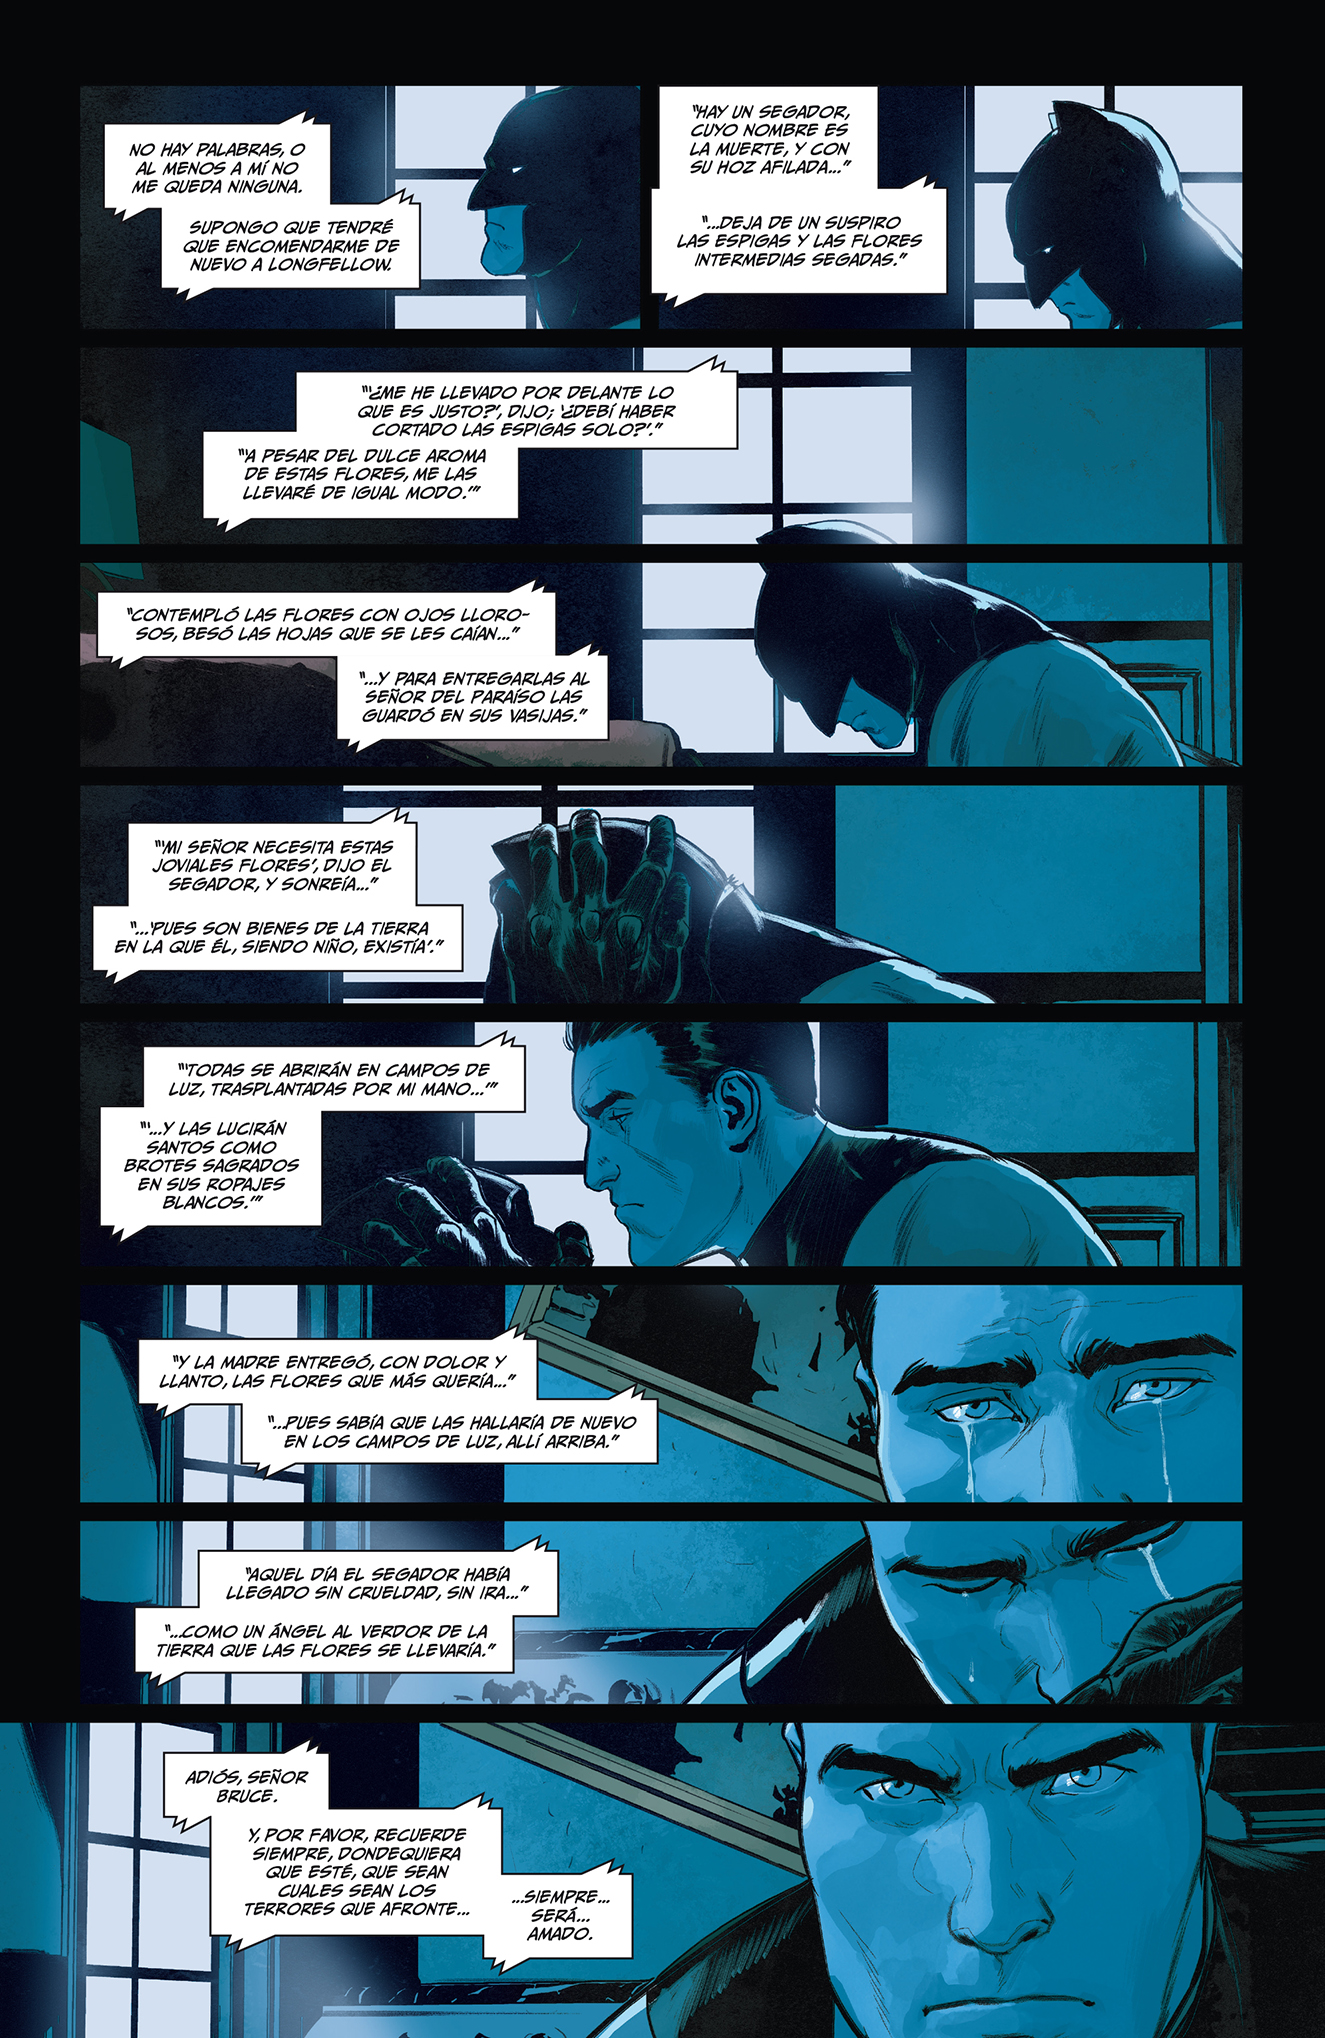 NO HAY PALABRAS, O
AL MENOS A MÍ NO
ME QUEDA NINGUNA.
SUPONGO QUE TENDRÉ
QUE ENCOMENDARME DE
NUEVO A LONGFELLOW.
"HAY UN SEGADOR,
CUYO NOMBRE ES
LA MUERTE, Y CON
SU HOZ AFILADA..."
"...DEJA DE UN SUSPIRO
LAS ESPIGAS Y LAS FLORES
INTERMEDIAS SEGADAS."
"'¿ME HE LLEVADO POR DELANTE LO
QUE ES JUSTO?', DIJO; '¿DEBÍ HABER
CORTADO LAS ESPIGAS SOLO?'."
"'A PESAR DEL DULCE AROMA
DE ESTAS FLORES, ME LAS
LLEVARÉ DE IGUAL MODO.'"
"CONTEMPLÓ LAS FLORES CON OJOS LLORO-
SOS, BESÓ LAS HOJAS QUE SE LES CAÍAN..."
"...Y PARA ENTREGARLAS AL
SEÑOR DEL PARAÍSO LAS
GUARDÓ EN SUS VASIJAS."
"'MI SEÑOR NECESITA ESTAS
JOVIALES FLORES', DIJO EL
SEGADOR, Y SONREÍA..."
"...'PUES SON BIENES DE LA TIERRA
EN LA QUE ÉL, SIENDO NIÑO, EXISTÍA'."
"'TODAS SE ABRIRÁN EN CAMPOS DE
LUZ, TRASPLANTADAS POR MI MANO...'"
"'...Y LAS LUCIRÁN
SANTOS COMO
BROTES SAGRADOS
EN SUS ROPAJES
BLANCOS.'"
"Y LA MADRE ENTREGÓ, CON DOLOR Y
LLANTO, LAS FLORES QUE MÁS QUERÍA..."
"...PUES SABÍA QUE LAS HALLARÍA DE NUEVO
EN LOS CAMPOS DE LUZ, ALLÍ ARRIBA."
"AQUEL DÍA EL SEGADOR HABÍA
LLEGADO SIN CRUELDAD, SIN IRA..."
"...COMO UN ÁNGEL AL VERDOR DE LA
TIERRA QUE LAS FLORES SE LLEVARÍA."
ADIÓS, SEÑOR
BRUCE.
Y, POR FAVOR, RECUERDE
SIEMPRE, DONDEQUIERA
QUE ESTÉ, QUE SEAN
CUALES SEAN LOS
TERRORES QUE AFRONTE...
...SIEMPRE...
SERÁ...
AMADO.